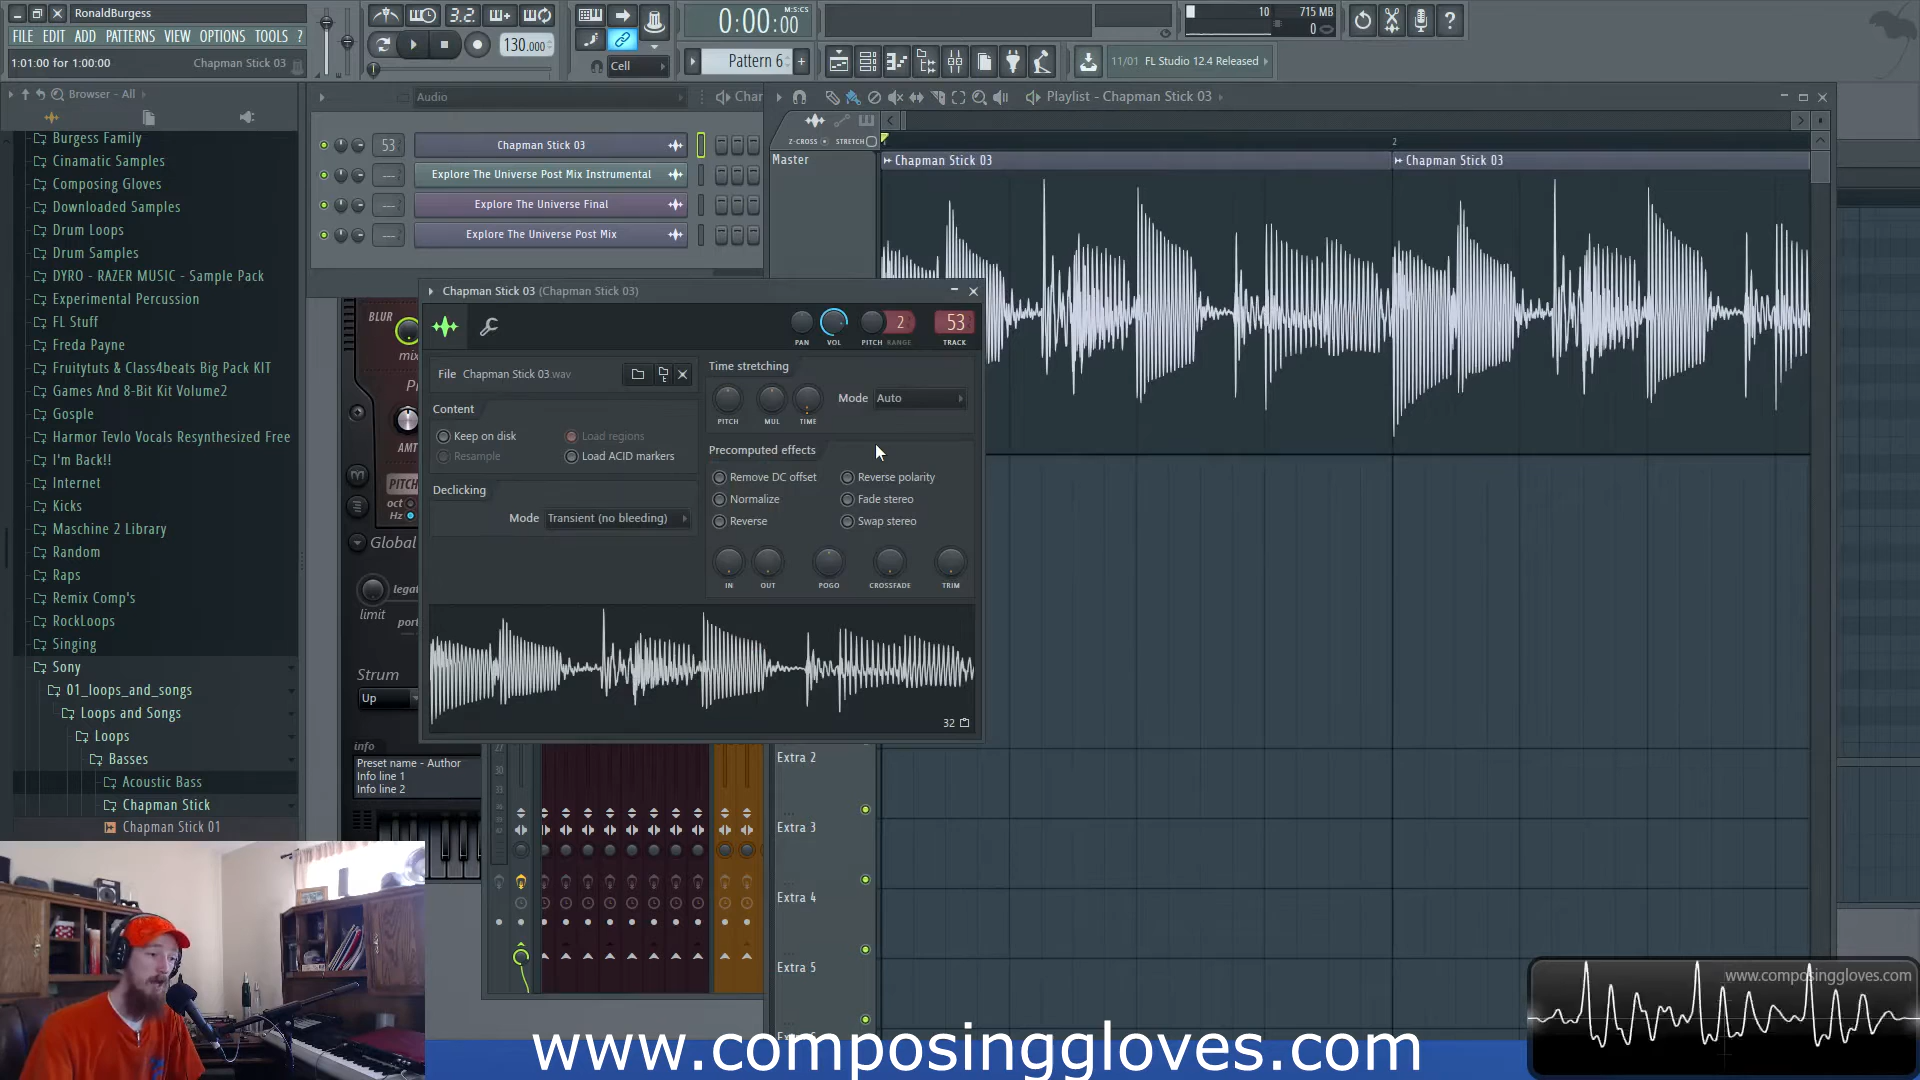 RonaldBurgess
FILE EDIT ADD PATTERNS VIEW OPTIONS TOOLS ?
1:01:00 for 1:00:00 Chapman Stick 03
3.2.
130.000
Cell
0:00:00 M:S:CS
Pattern 6 +
10 715 MB
0
11/01 FL Studio 12.4 Released
Browser - All
Burgess Family
Cinamatic Samples
Composing Gloves
Downloaded Samples
Drum Loops
Drum Samples
DYRO - RAZER MUSIC - Sample Pack
Experimental Percussion
FL Stuff
Freda Payne
Fruitytuts & Class4beats Big Pack KIT
Games And 8-Bit Kit Volume2
Gosple
Harmor Tevlo Vocals Resynthesized Free
I'm Back!!
Internet
Kicks
Maschine 2 Library
Random
Raps
Remix Comp's
RockLoops
Singing
Sony
01_loops_and_songs
Loops and Songs
Loops
Basses
Acoustic Bass
Chapman Stick
Chapman Stick 01
Audio
Chan
53 Chapman Stick 03
--- Explore The Universe Post Mix Instrumental
--- Explore The Universe Final
--- Explore The Universe Post Mix
BLUR
mix
AMT
PITCH
oct
Hz
Global
legat
limit
port
Strum
Up
info
Preset name - Author
Info line 1
Info line 2
Chapman Stick 03 (Chapman Stick 03)
2
53
PAN VOL PITCH RANGE TRACK
File Chapman Stick 03.wav
Content
Keep on disk
Load regions
Resample
Load ACID markers
Declicking
Mode Transient (no bleeding)
Time stretching
PITCH MUL TIME
Mode Auto
Precomputed effects
Remove DC offset
Reverse polarity
Normalize
Fade stereo
Reverse
Swap stereo
IN OUT POGO CROSSFADE TRIM
32
Playlist - Chapman Stick 03
Z-CROSS STRETCH
2
Master
Chapman Stick 03
Chapman Stick 03
Extra 2
Extra 3
Extra 4
Extra 5
www.composinggloves.com
www.composinggloves.com